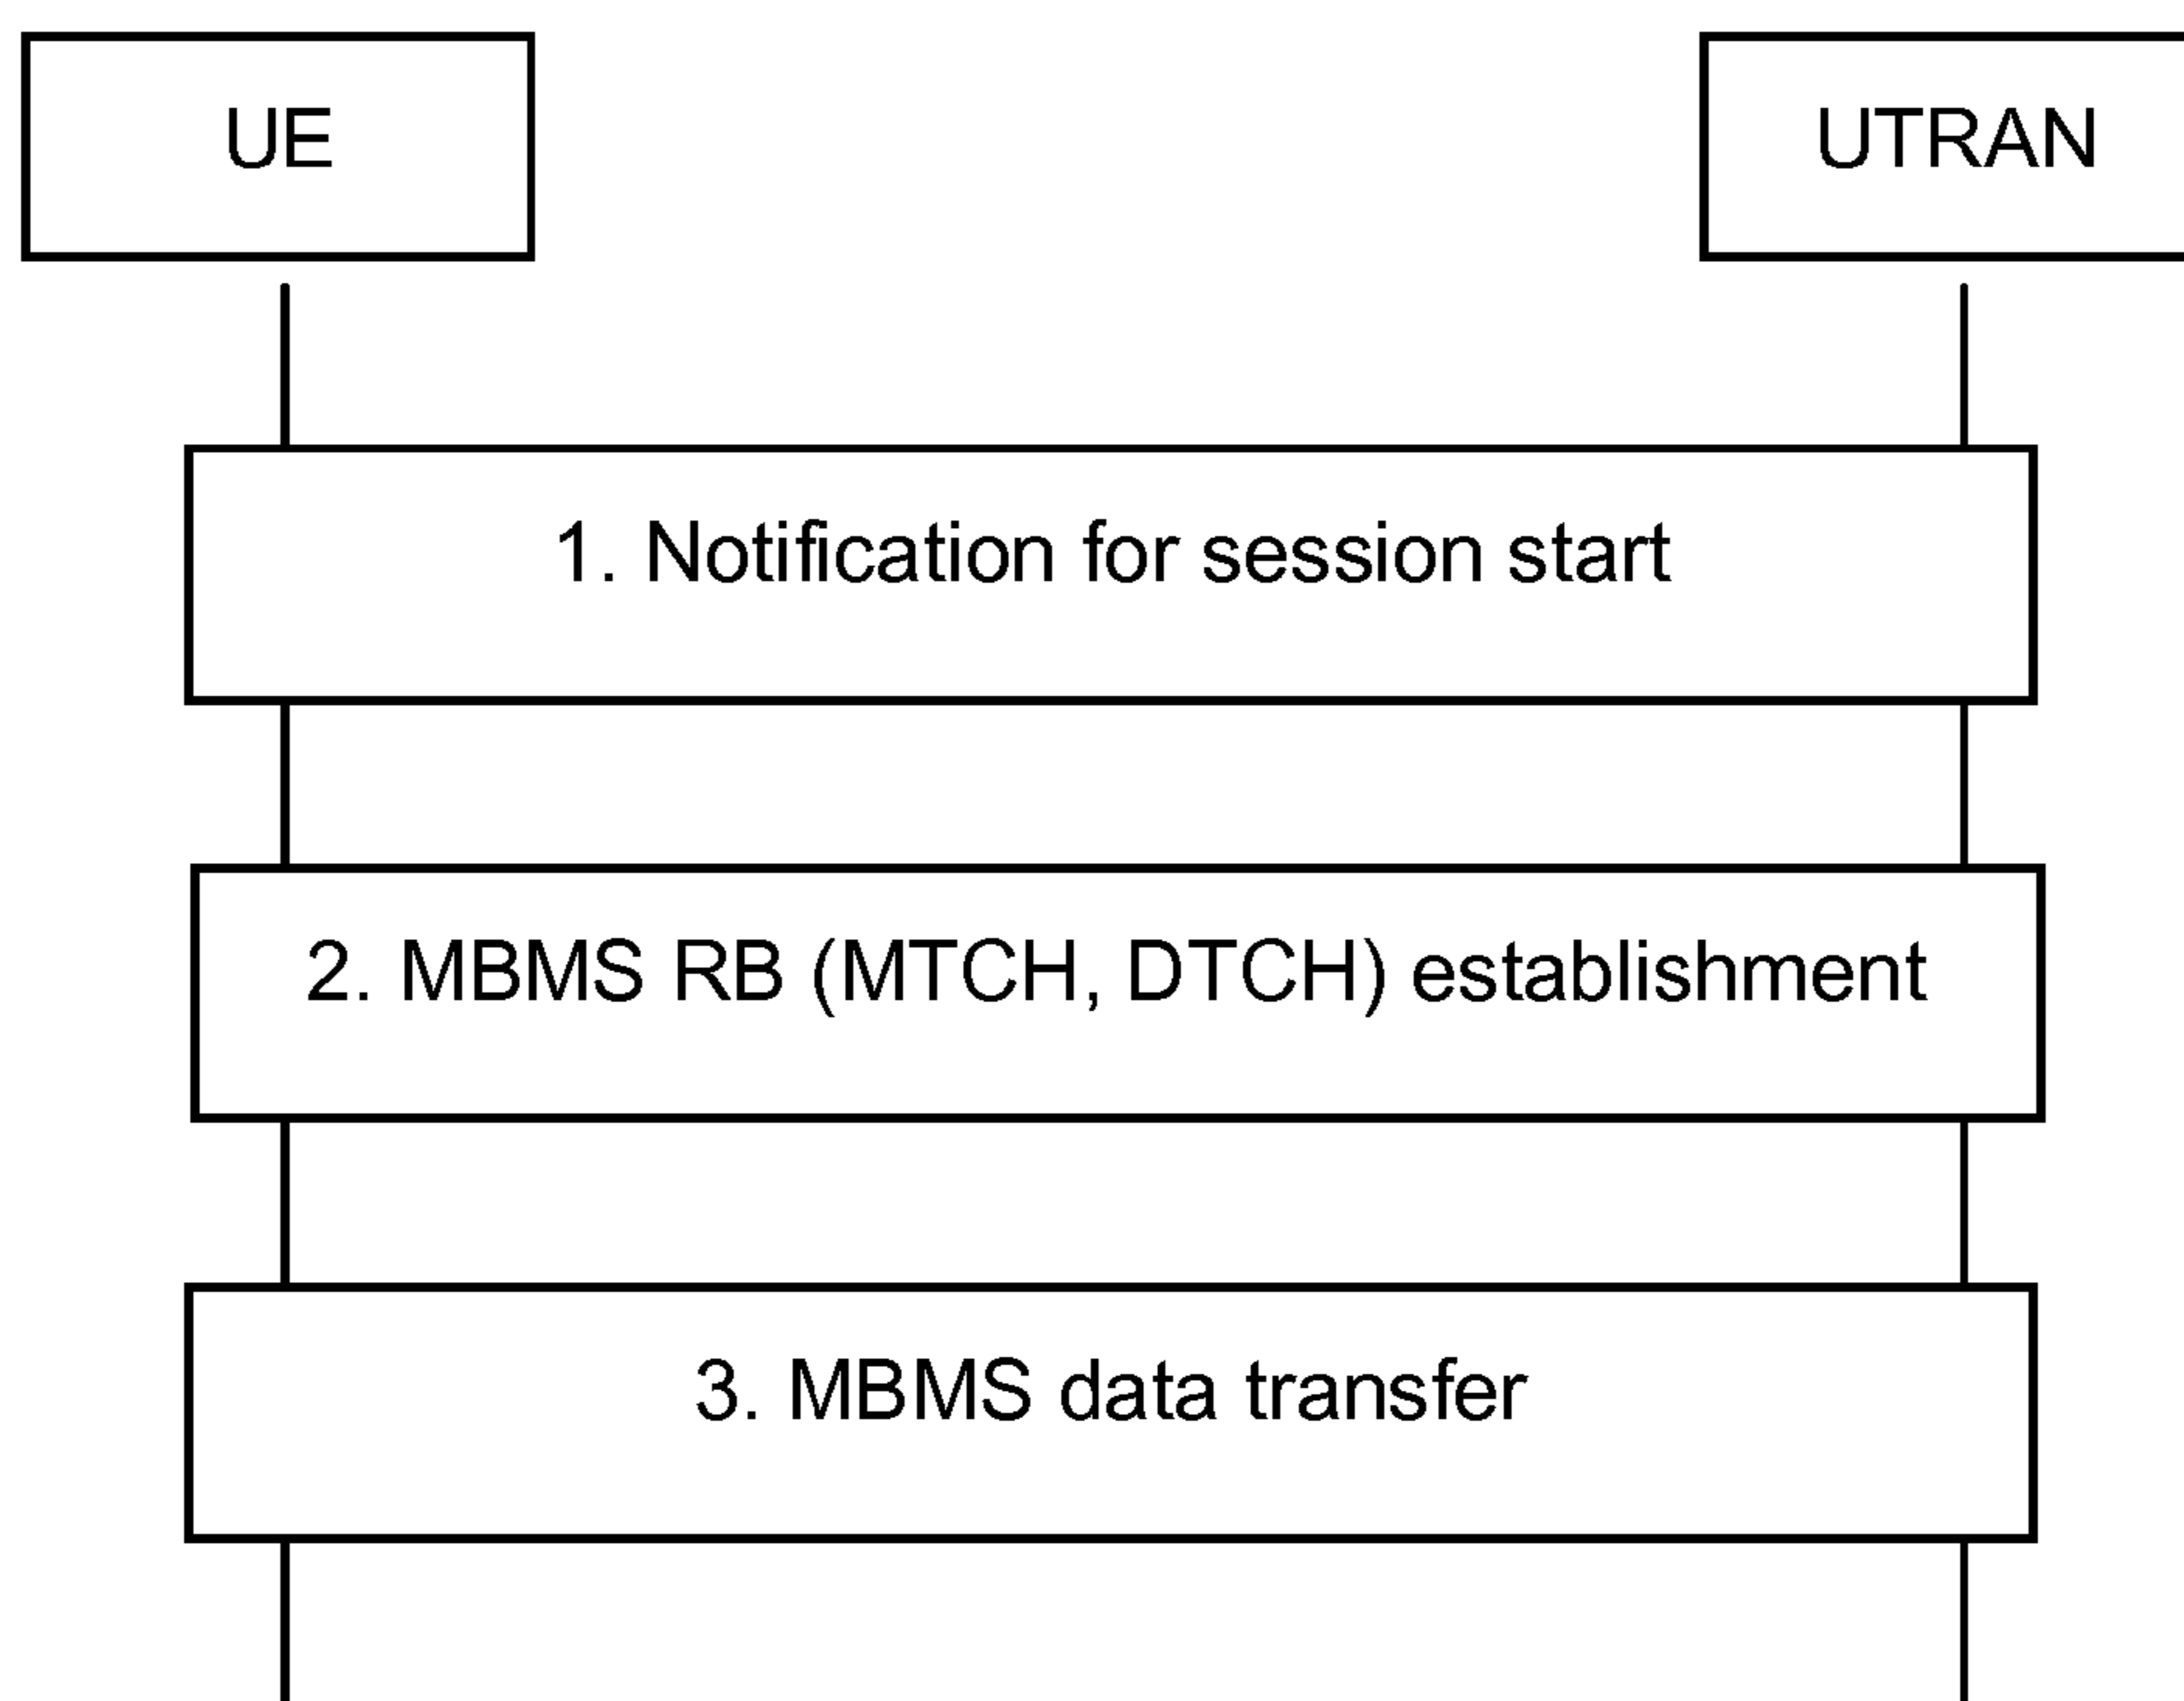 UE
UTRAN
1. Notification for session start
2. MBMS RB (MTCH, DTCH) establishment
3. MBMS data transfer